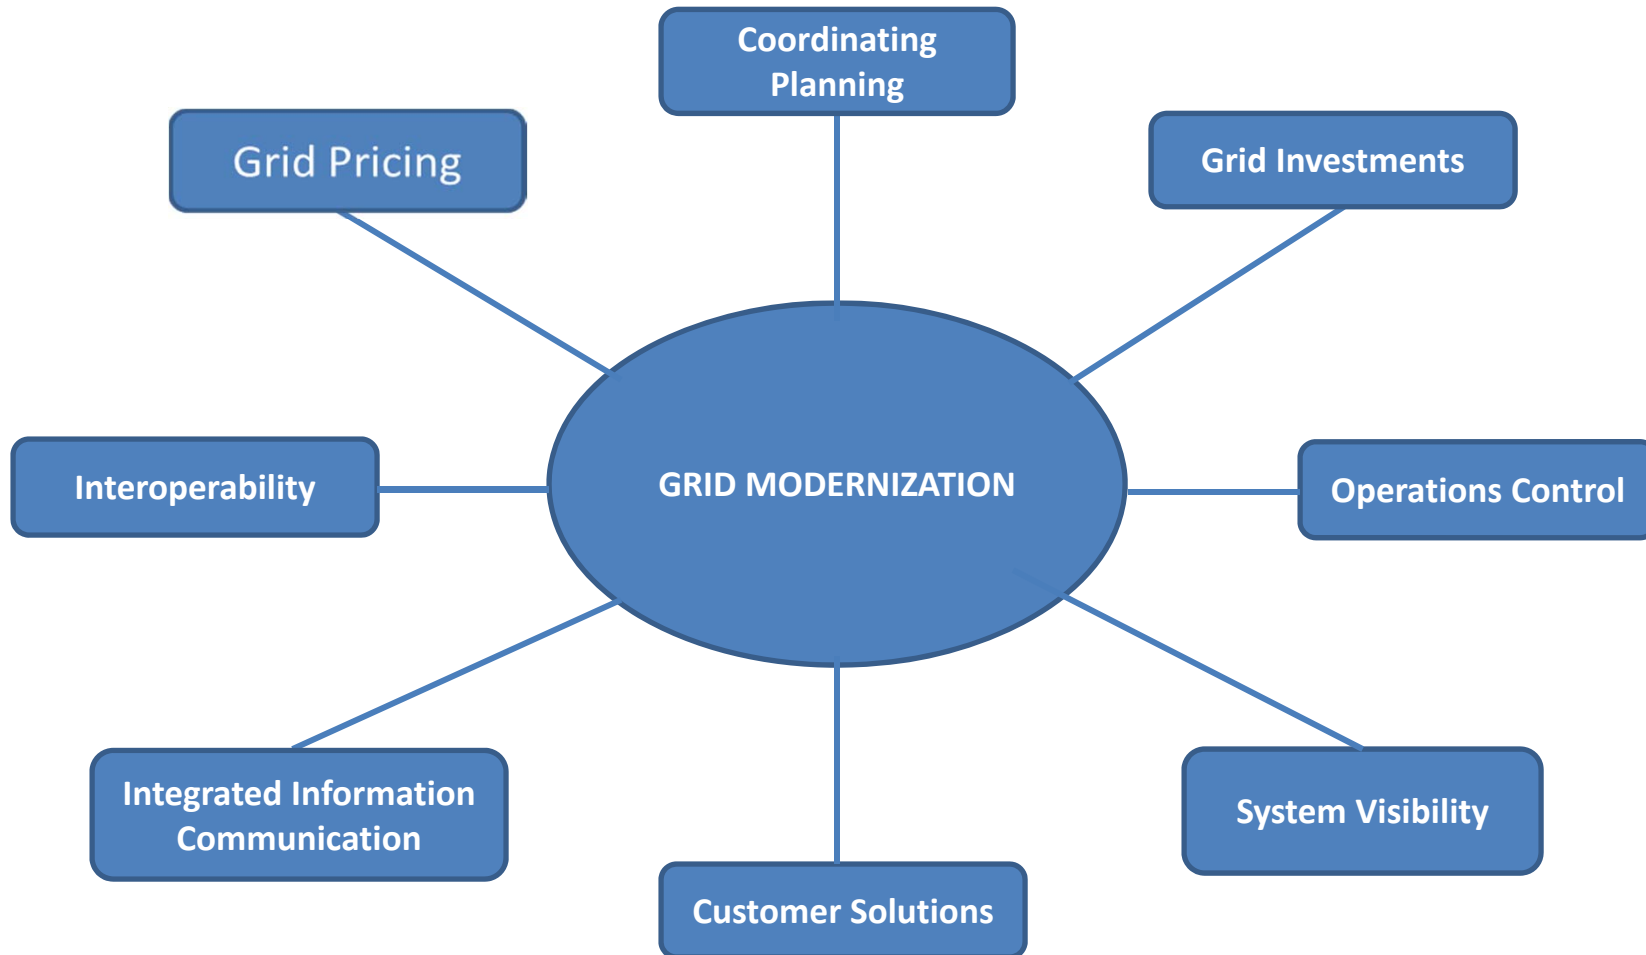 Coordinating
Planning
Grid Pricing
Grid Investments
Interoperability
GRID MODERNIZATION
Operations Control
Integrated Information
Communication
System Visibility
Customer Solutions